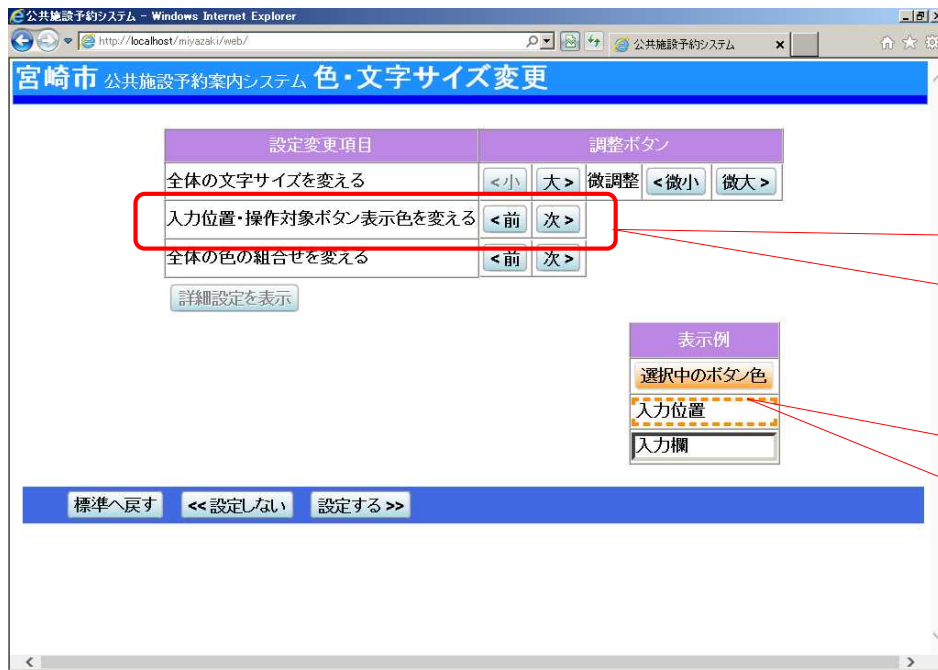 公共施設予約システム - Windows Internet Explorer
http://localhost/miyazaki/web/
公共施設予約システム
宮崎市 公共施設予約案内システム 色・文字サイズ変更
設定変更項目 調整ボタン
全体の文字サイズを変える <小 大> 微調整 <微小 微大>
入力位置・操作対象ボタン表示色を変える <前 次>
全体の色の組合せを変える <前 次>
詳細設定を表示
表示例
選択中のボタン色
入力位置
入力欄
標準へ戻す <<設定しない 設定する>>